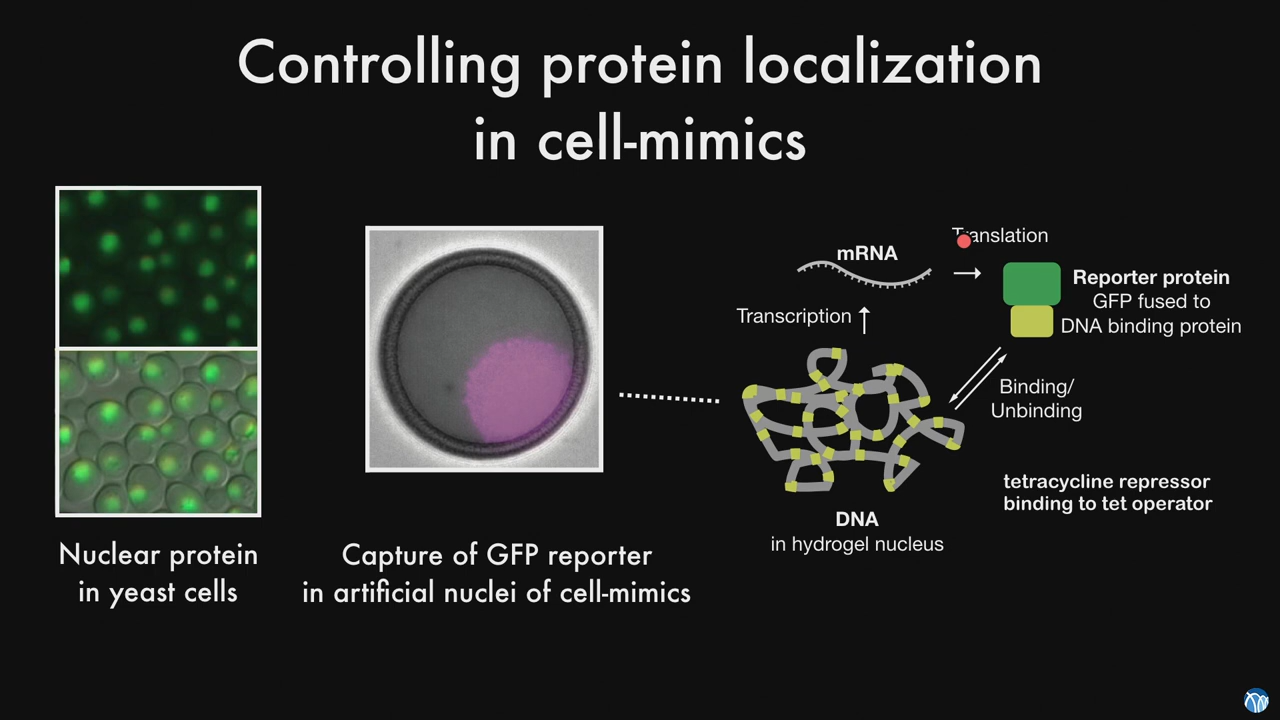 Controlling protein localization
in cell-mimics
Nuclear protein
in yeast cells
Capture of GFP reporter
in artificial nuclei of cell-mimics
mRNA
Translation
Transcription
Reporter protein
GFP fused to
DNA binding protein
Binding/
Unbinding
tetracycline repressor
binding to tet operator
DNA
in hydrogel nucleus